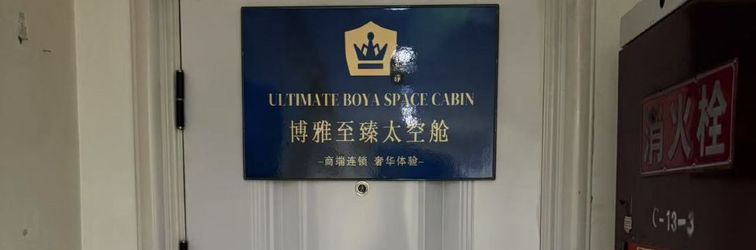 ULTIMATE BOYA SPACE CABIN
博雅至臻太空舱
–商端连锁 奢华体验–
消火栓
C-13-3